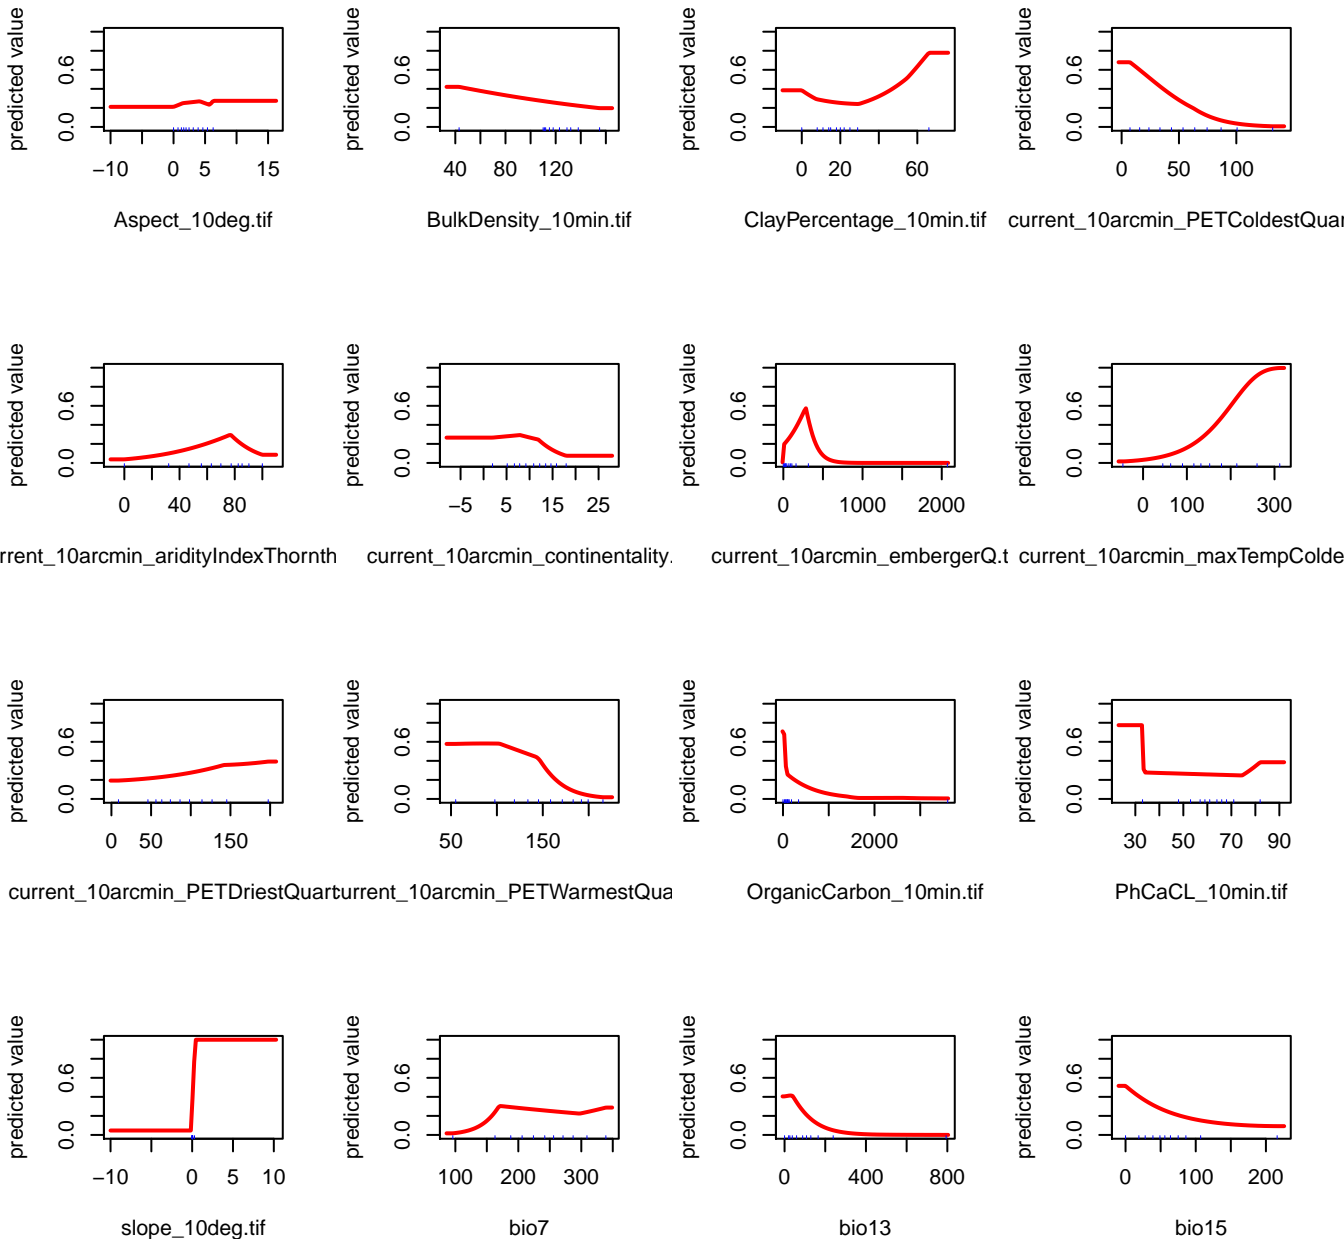 predicted value predicted value predicted value predicted value
0.6 0.6 0.6 0.6
0.0 0.0 0.0 0.0
−10 0 5 15 40 80 120 0 20 60 0 50 100
Aspect_10deg.tif BulkDensity_10min.tif ClayPercentage_10min.tif current_10arcmin_PETColdestQuar
predicted value predicted value predicted value predicted value
0.6 0.6 0.6 0.6
0.0 0.0 0.0 0.0
0 40 80 −5 5 15 25 0 1000 2000 0 100 300
rrent_10arcmin_aridityIndexThornth current_10arcmin_continentality. current_10arcmin_embergerQ.t current_10arcmin_maxTempColde
predicted value predicted value predicted value predicted value
0.6 0.6 0.6 0.6
0.0 0.0 0.0 0.0
0 50 150 50 150 0 2000 30 50 70 90
current_10arcmin_PETDriestQuart urrent_10arcmin_PETWarmestQua OrganicCarbon_10min.tif PhCaCL_10min.tif
predicted value predicted value predicted value predicted value
0.6 0.6 0.6 0.6
0.0 0.0 0.0 0.0
−10 0 5 10 100 200 300 0 400 800 0 100 200
slope_10deg.tif bio7 bio13 bio15